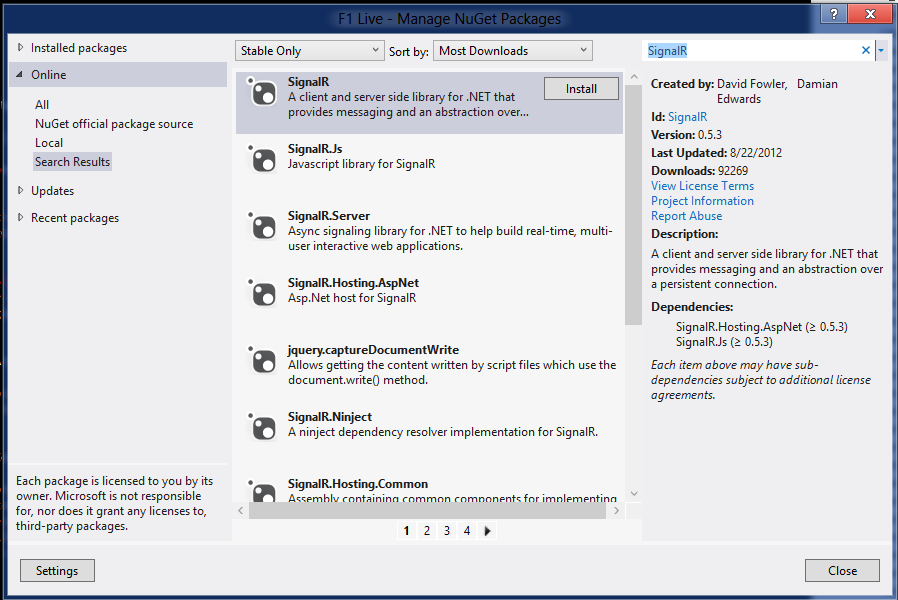 F1 Live - Manage NuGet Packages
?
Installed packages
Online
All
NuGet official package source
Local
Search Results
Updates
Recent packages
Each package is licensed to you by its
owner. Microsoft is not responsible
for, nor does it grant any licenses to,
third-party packages.
Stable Only
Sort by:
Most Downloads
SignalR
A client and server side library for .NET that
provides messaging and an abstraction over...
Install
SignalR.Js
Javascript library for SignalR
SignalR.Server
Async signaling library for .NET to help build real-time, multi-
user interactive web applications.
SignalR.Hosting.AspNet
Asp.Net host for SignalR
jquery.captureDocumentWrite
Allows getting the content written by script files which use the
document.write() method.
SignalR.Ninject
A ninject dependency resolver implementation for SignalR.
SignalR.Hosting.Common
Assembly containing common components for implementing
1 2 3 4
SignalR
Created by: David Fowler, Damian
Edwards
Id: SignalR
Version: 0.5.3
Last Updated: 8/22/2012
Downloads: 92269
View License Terms
Project Information
Report Abuse
Description:
A client and server side library for .NET that
provides messaging and an abstraction over
a persistent connection.
Dependencies:
SignalR.Hosting.AspNet (≥ 0.5.3)
SignalR.Js (≥ 0.5.3)
Each item above may have sub-
dependencies subject to additional license
agreements.
Settings
Close